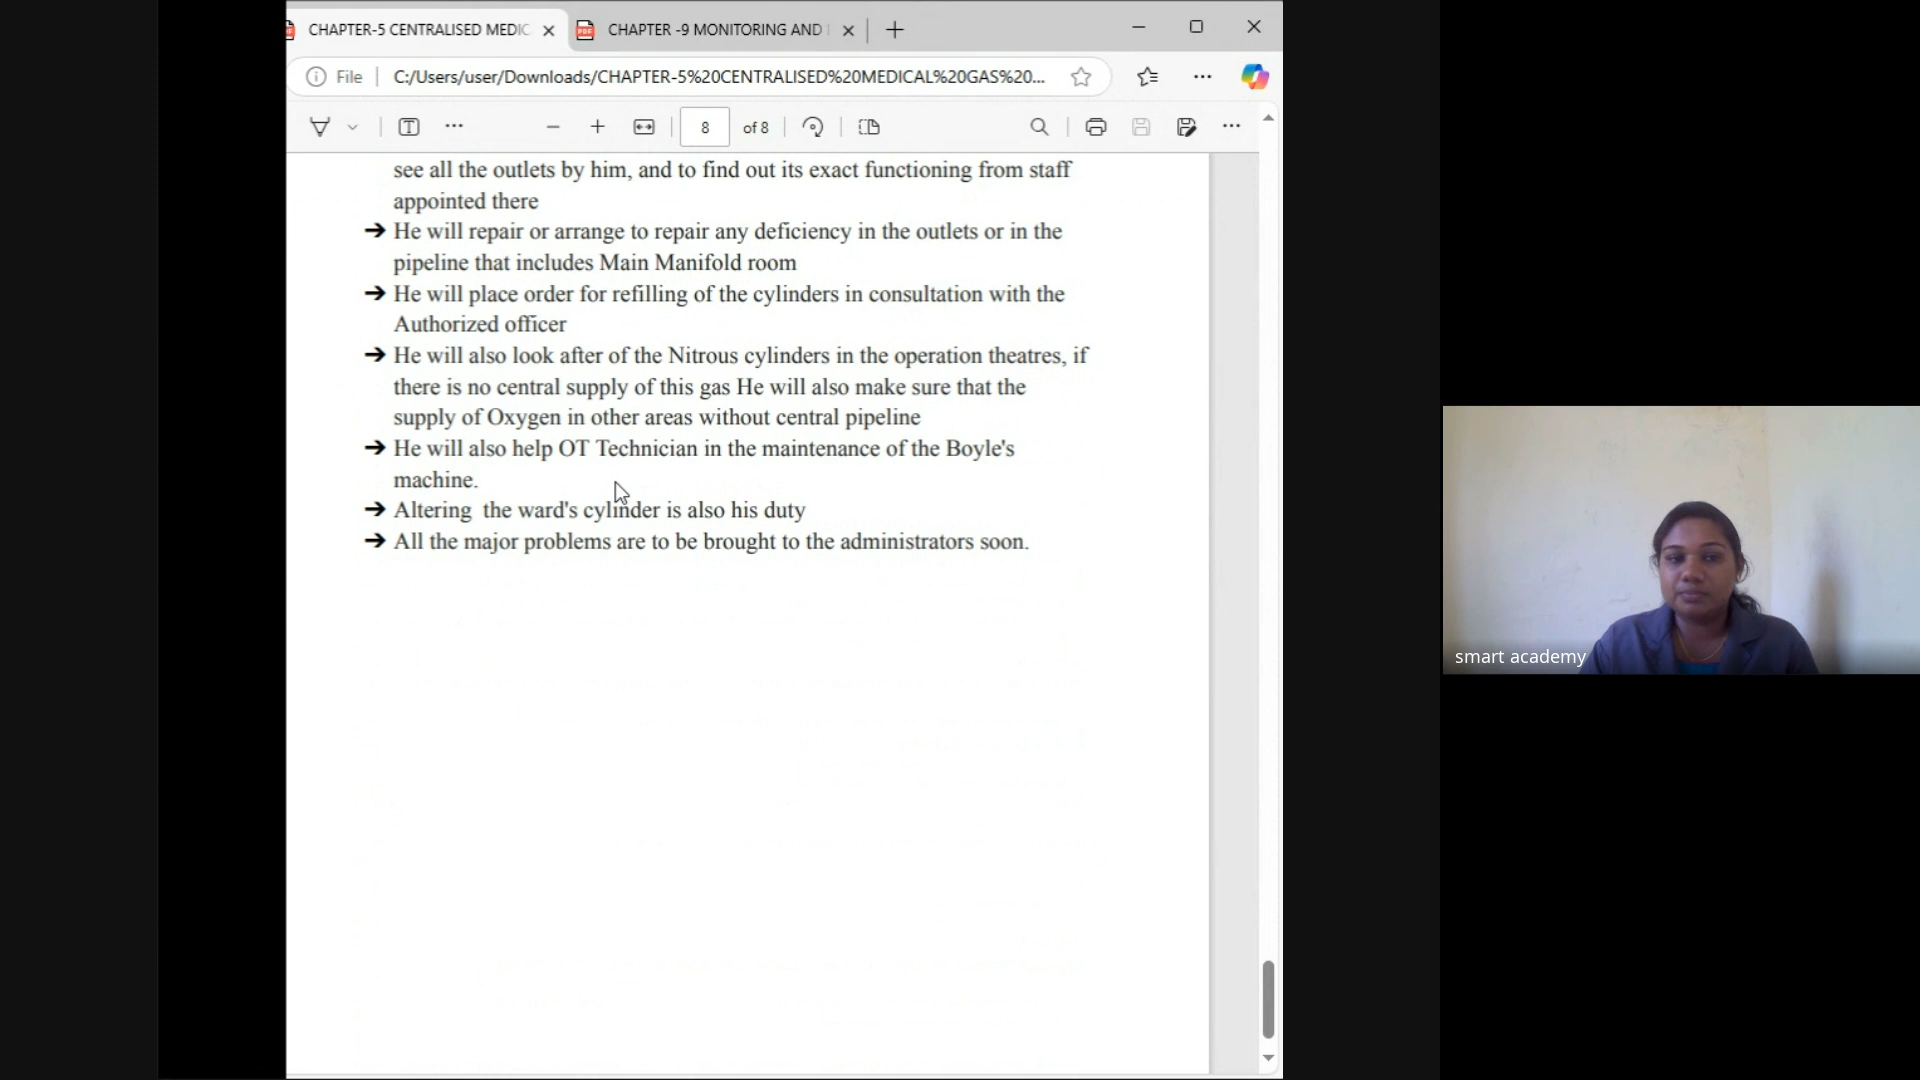 CHAPTER-5 CENTRALISED MEDIC
CHAPTER -9 MONITORING AND
File
C:/Users/user/Downloads/CHAPTER-5%20CENTRALISED%20MEDICAL%20GAS%20...
8 of 8
see all the outlets by him, and to find out its exact functioning from staff
appointed there
➔ He will repair or arrange to repair any deficiency in the outlets or in the
pipeline that includes Main Manifold room
➔ He will place order for refilling of the cylinders in consultation with the
Authorized officer
➔ He will also look after of the Nitrous cylinders in the operation theatres, if
there is no central supply of this gas He will also make sure that the
supply of Oxygen in other areas without central pipeline
➔ He will also help OT Technician in the maintenance of the Boyle's
machine.
➔ Altering  the ward's cylinder is also his duty
➔ All the major problems are to be brought to the administrators soon.
smart academy